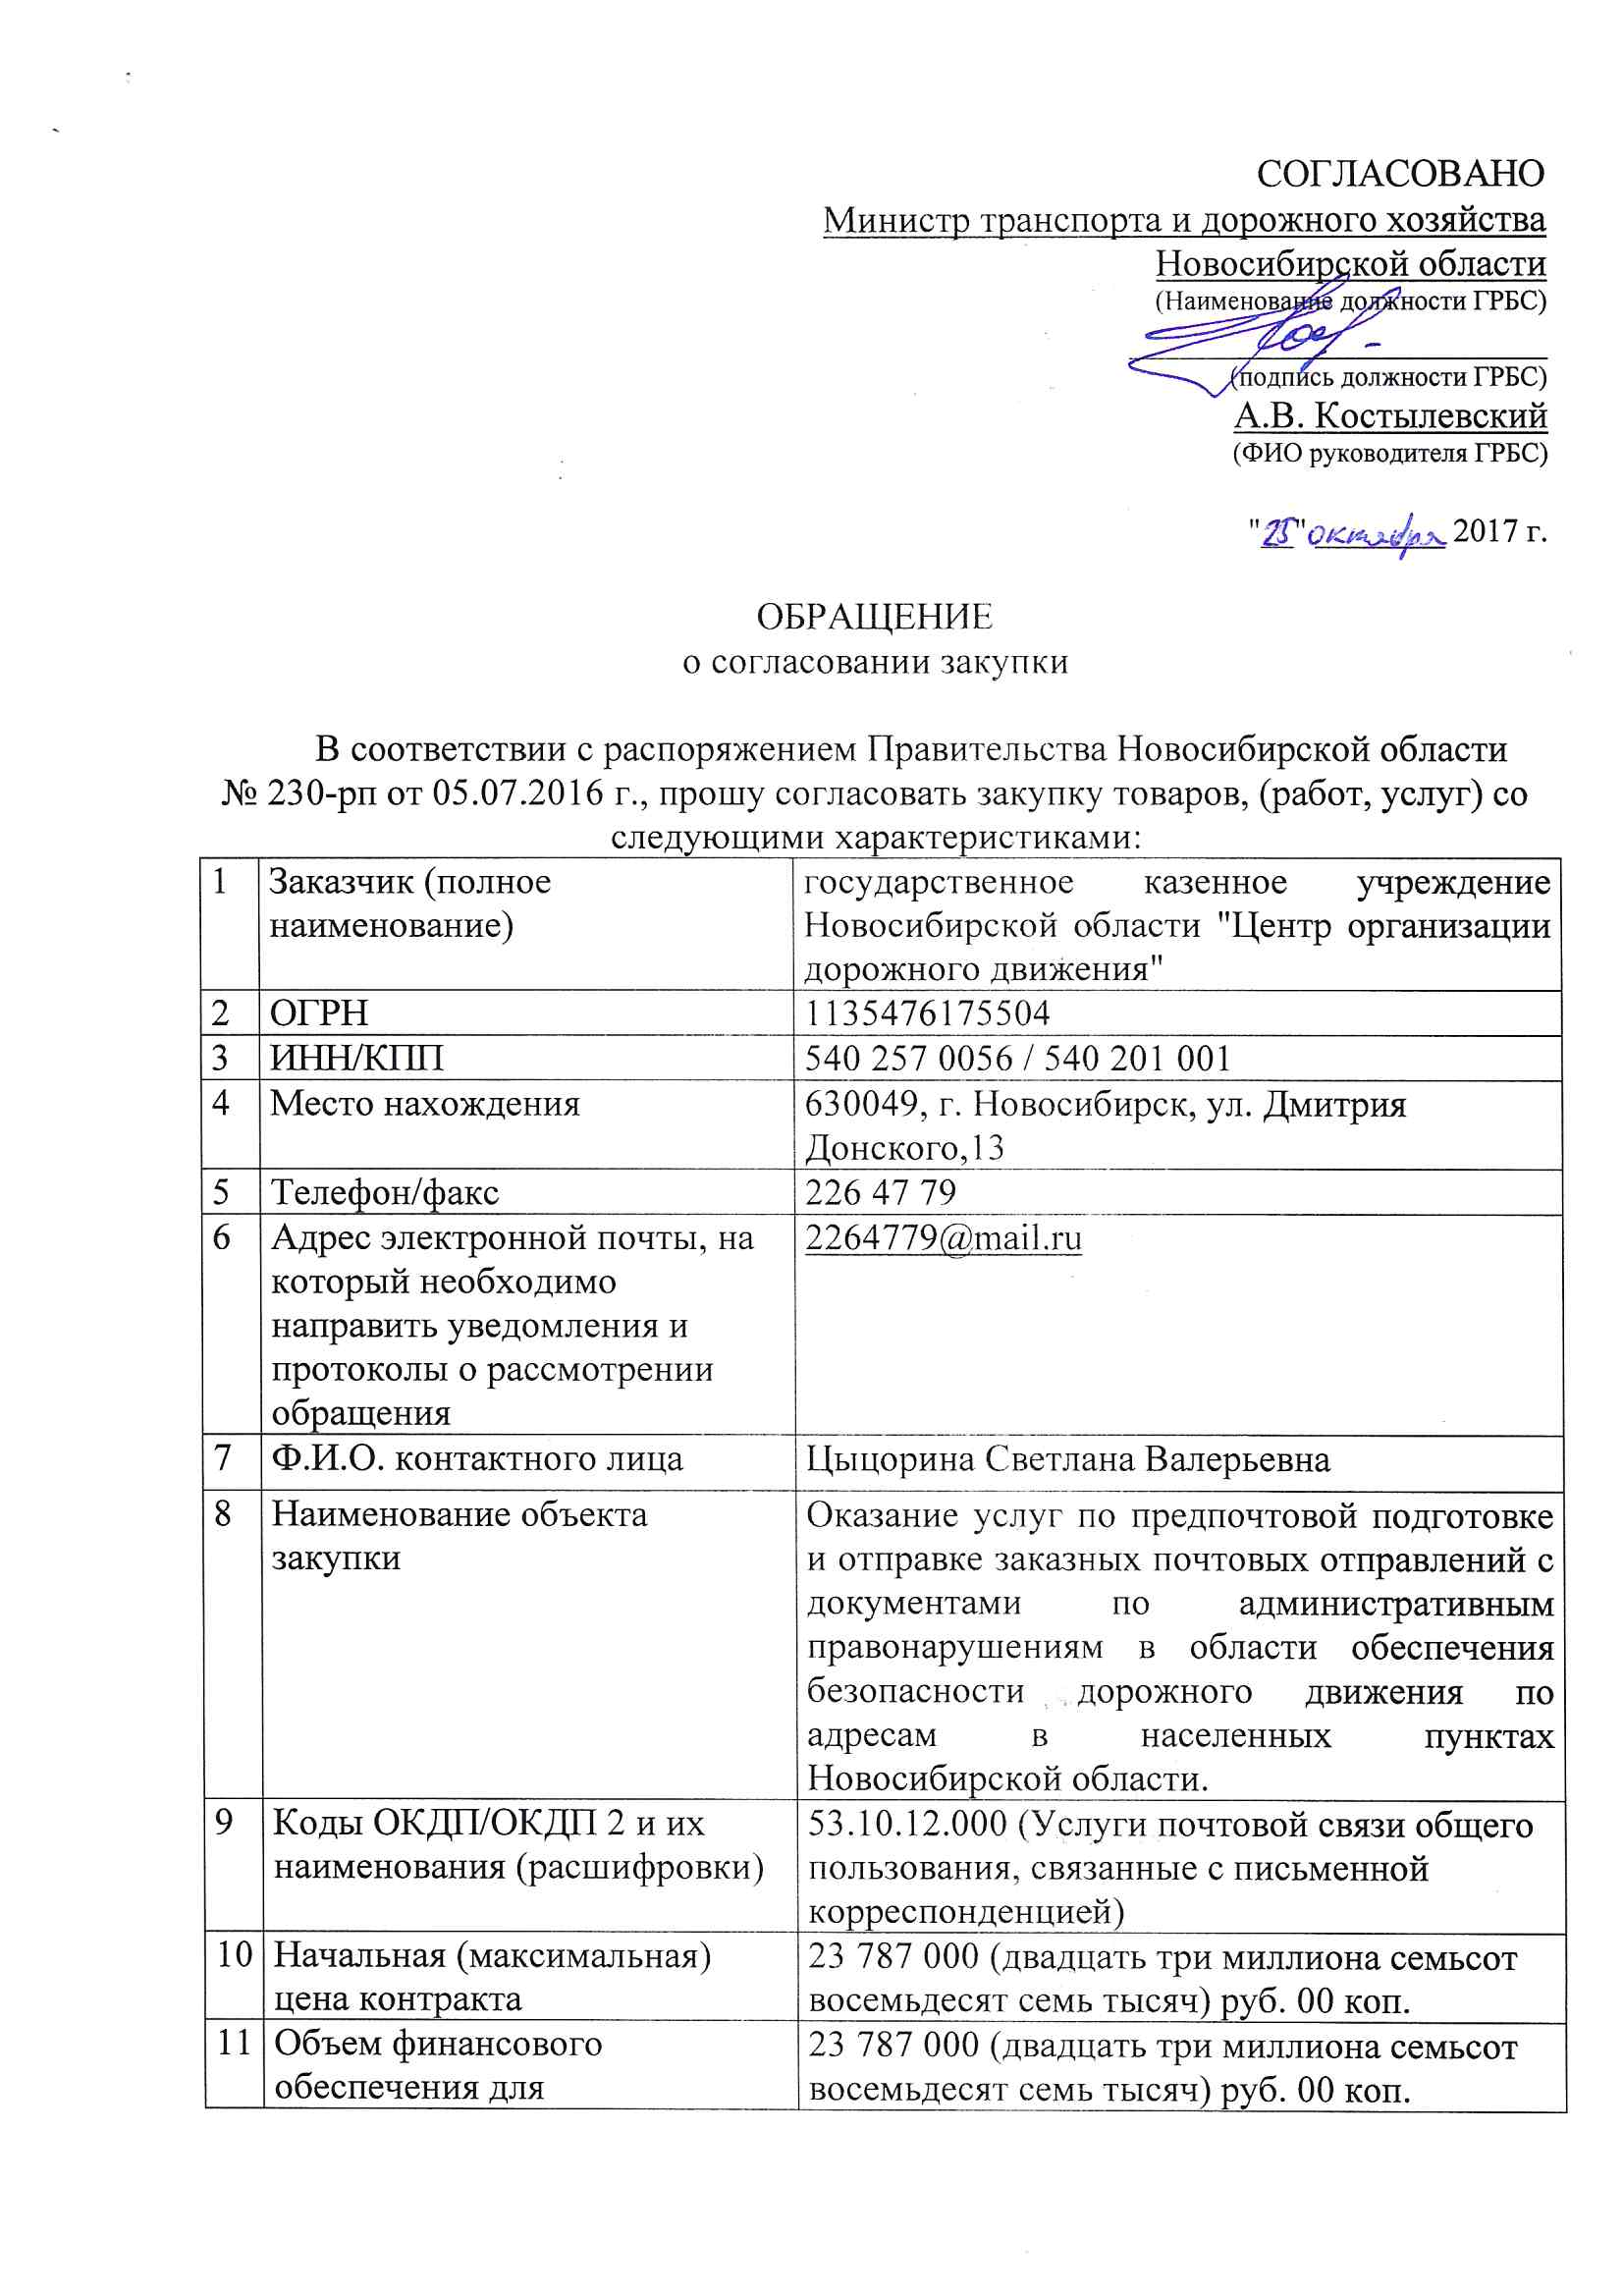 СОГЛАСОВАНО
Министр транспорта и дорожного хозяйства
Новосибирской области
(Наименование должности ГРБС)
(подпись должности ГРБС)
А.В. Костылевский
(ФИО руководителя ГРБС)
"25" октября 2017 г.
ОБРАЩЕНИЕ
о согласовании закупки
В соответствии с распоряжением Правительства Новосибирской области
№ 230-рп от 05.07.2016 г., прошу согласовать закупку товаров, (работ, услуг) со
следующими характеристиками:
1 Заказчик (полное
наименование)
государственное казенное учреждение
Новосибирской области "Центр организации
дорожного движения"
2 ОГРН 1135476175504
3 ИНН/КПП 540 257 0056 / 540 201 001
4 Место нахождения
630049, г. Новосибирск, ул. Дмитрия
Донского,13
5 Телефон/факс 226 47 79
6 Адрес электронной почты, на
который необходимо
направить уведомления и
протоколы о рассмотрении
обращения
2264779@mail.ru
7 Ф.И.О. контактного лица Цыцорина Светлана Валерьевна
8 Наименование объекта
закупки
Оказание услуг по предпочтовой подготовке
и отправке заказных почтовых отправлений с
документами по административным
правонарушениям в области обеспечения
безопасности дорожного движения по
адресам в населенных пунктах
Новосибирской области.
9 Коды ОКДП/ОКДП 2 и их
наименования (расшифровки)
53.10.12.000 (Услуги почтовой связи общего
пользования, связанные с письменной
корреспонденцией)
10 Начальная (максимальная)
цена контракта
23 787 000 (двадцать три миллиона семьсот
восемьдесят семь тысяч) руб. 00 коп.
11 Объем финансового
обеспечения для
23 787 000 (двадцать три миллиона семьсот
восемьдесят семь тысяч) руб. 00 коп.